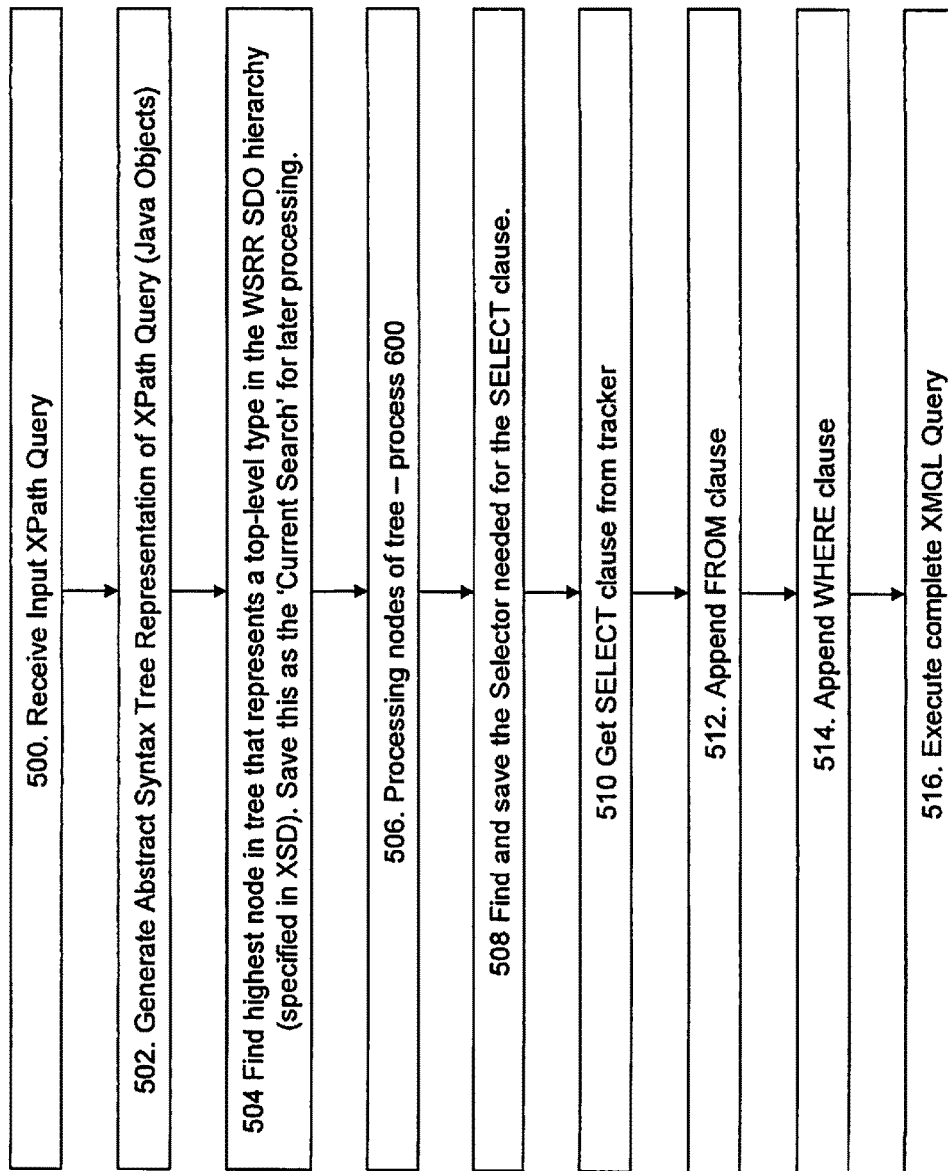 500. Receive Input XPath Query
502. Generate Abstract Syntax Tree Representation of XPath Query (Java Objects)
504 Find highest node in tree that represents a top-level type in the WSRR SDO hierarchy
(specified in XSD). Save this as the 'Current Search' for later processing.
506. Processing nodes of tree – process 600
508 Find and save the Selector needed for the SELECT clause.
510 Get SELECT clause from tracker
512. Append FROM clause
514. Append WHERE clause
516. Execute complete XMQL Query